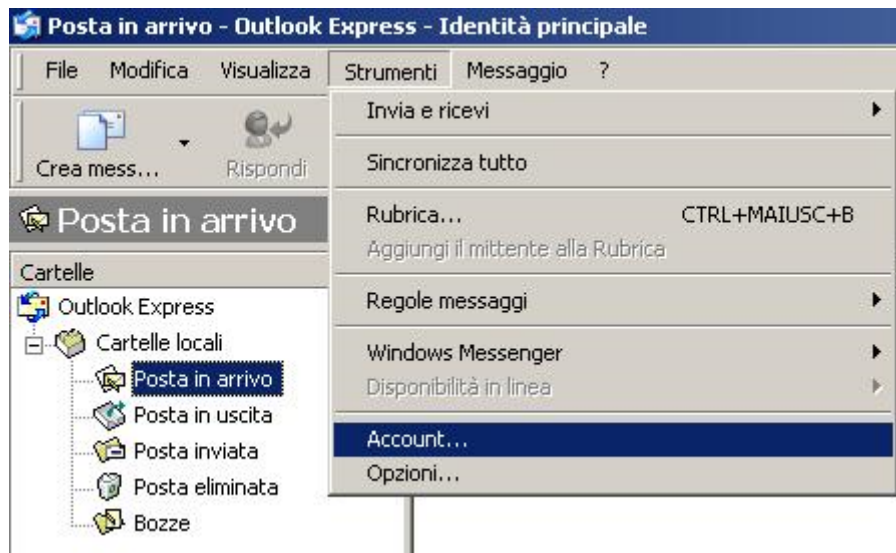 Posta in arrivo - Outlook Express - Identità principale
File Modifica Visualizza Strumenti Messaggio ?
Crea mess... Rispondi
Posta in arrivo
Cartelle
Outlook Express
Cartelle locali
Posta in arrivo
Posta in uscita
Posta inviata
Posta eliminata
Bozze
Invia e ricevi
Sincronizza tutto
Rubrica... CTRL+MAIUSC+B
Aggiungi il mittente alla Rubrica
Regole messaggi
Windows Messenger
Disponibilità in linea
Account...
Opzioni...